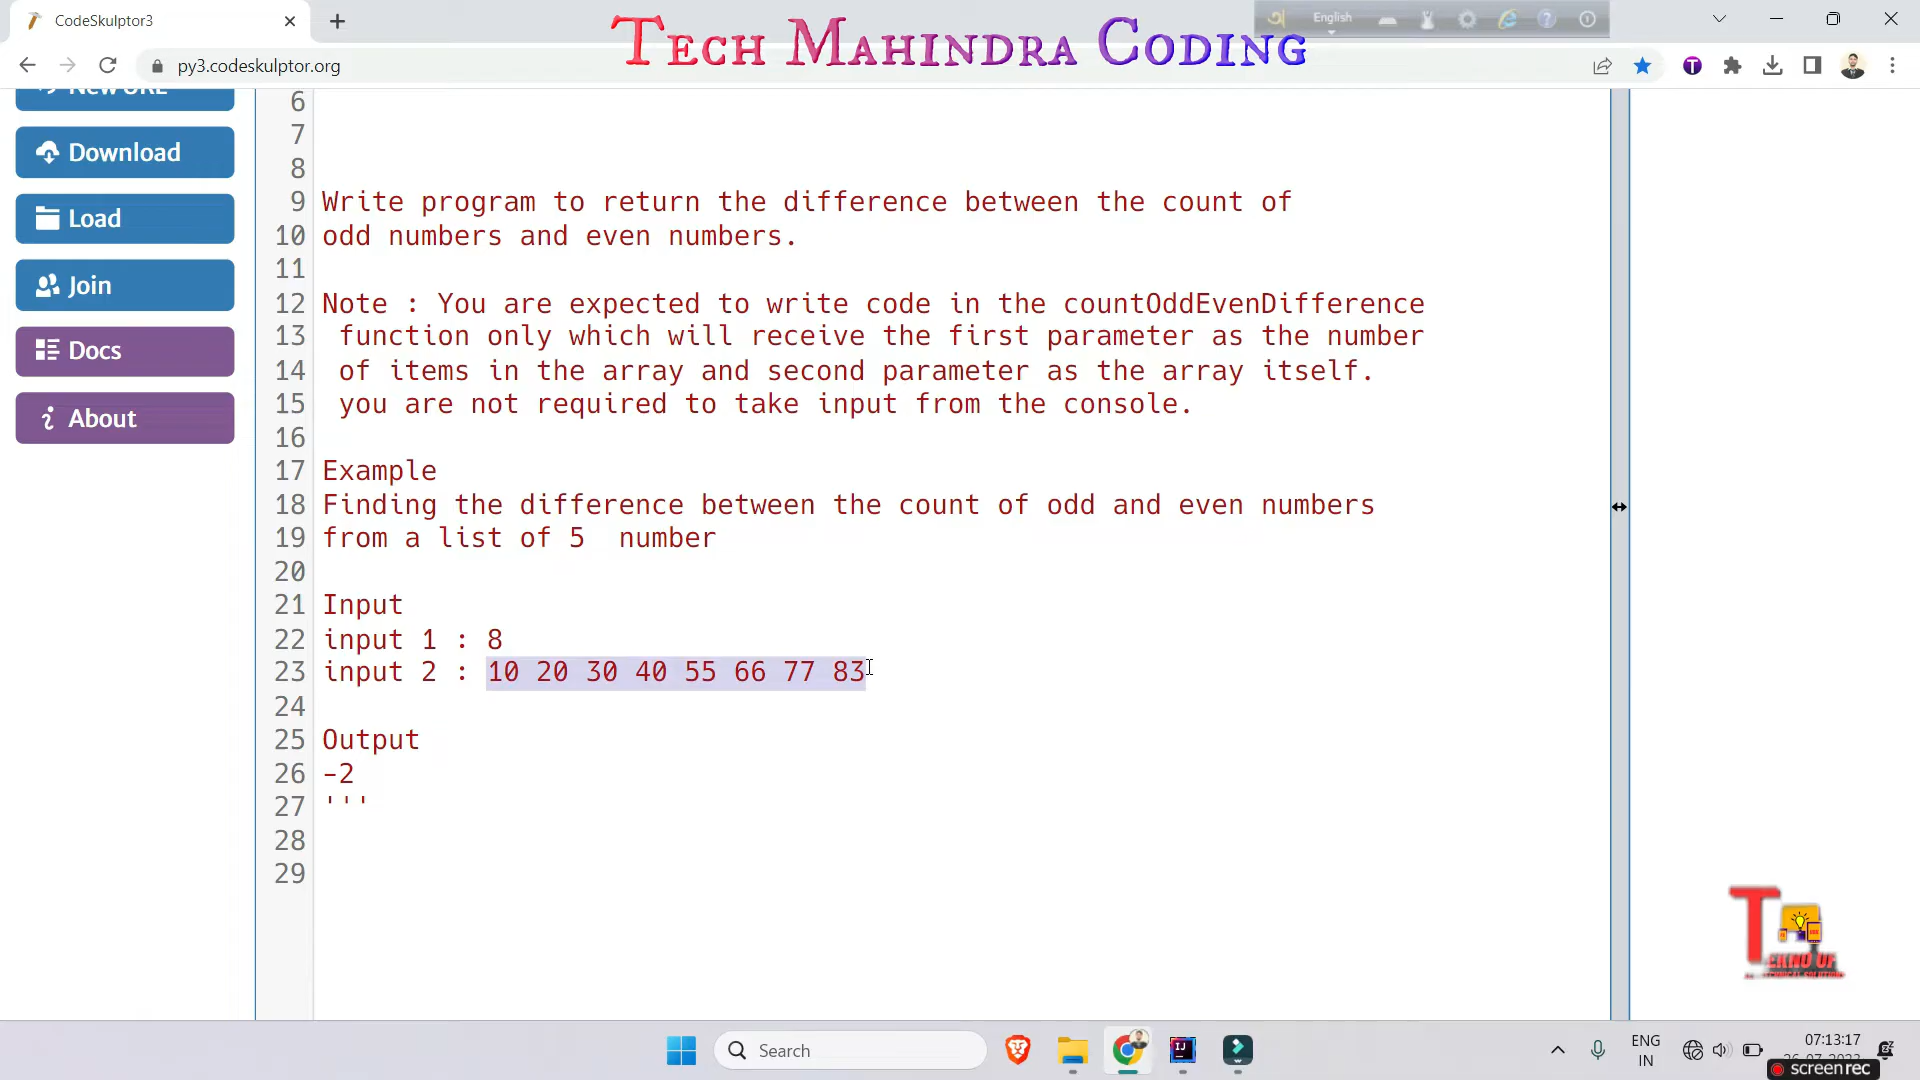 CodeSkulptor3
TECH MAHINDRA CODING
English
py3.codeskulptor.org
Download
Load
Join
Docs
About
6
7
8
9 Write program to return the difference between the count of
10 odd numbers and even numbers.
11
12 Note : You are expected to write code in the countOddEvenDifference
13 function only which will receive the first parameter as the number
14 of items in the array and second parameter as the array itself.
15 you are not required to take input from the console.
16
17 Example
18 Finding the difference between the count of odd and even numbers
19 from a list of 5 number
20
21 Input
22 input 1 : 8
23 input 2 : 10 20 30 40 55 66 77 83
24
25 Output
26 -2
27 '''
28
29
Search
ENG
IN
07:13:17
screenrec